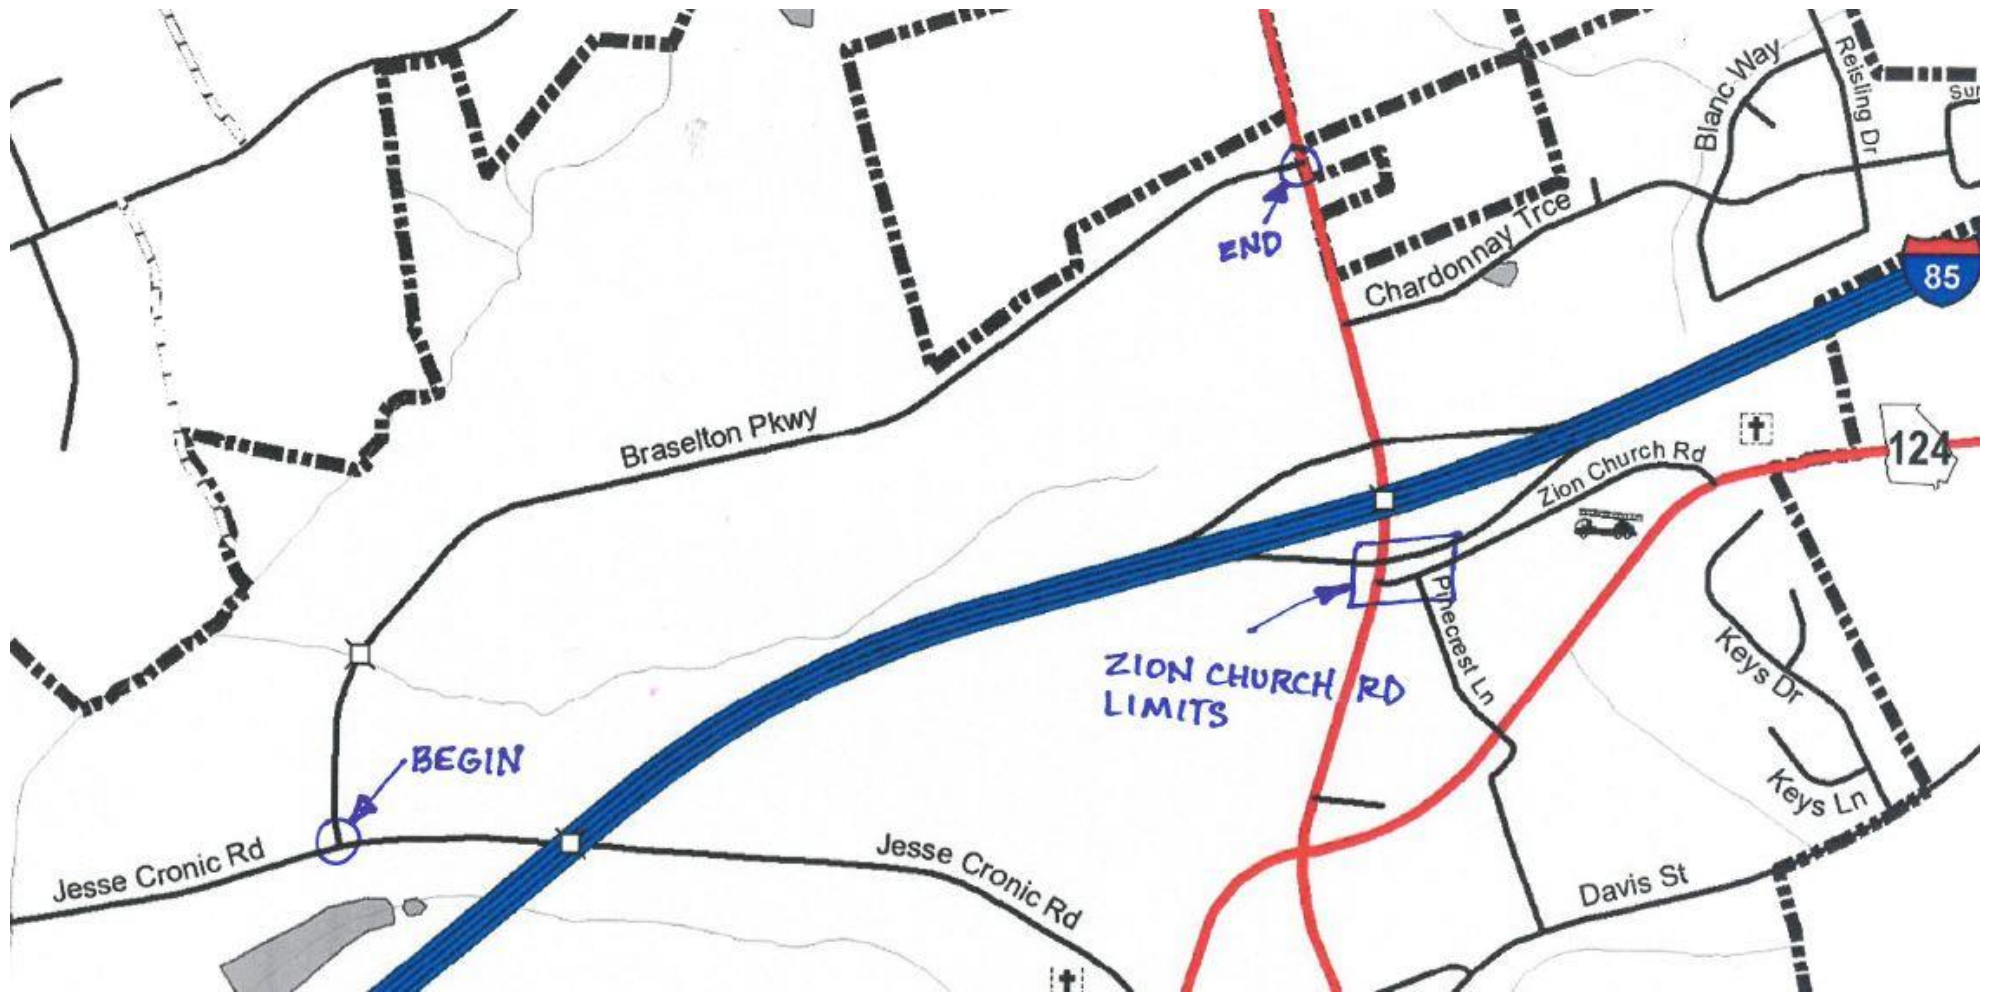 Blanc Way
Reisling Dr
Sur
END
Chardonnay Trce
85
Braselton Pkwy
124
Zion Church Rd
Pinecrest Ln
ZION CHURCH RD
LIMITS
Keys Dr
BEGIN
Keys Ln
Jesse Cronic Rd
Jesse Cronic Rd
Davis St